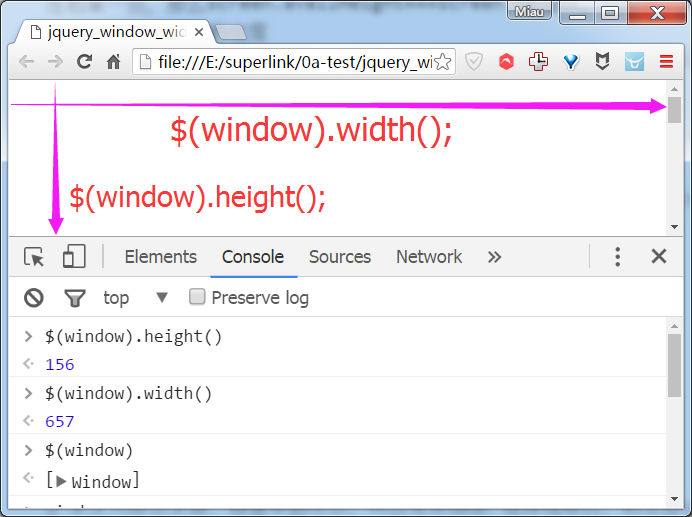 Miau
jquery_window_wi
file:///E:/superlink/0a-test/jquery_wi
$(window).width();
$(window).height();
Elements Console Sources Network
top Preserve log
$(window).height()
156
$(window).width()
657
$(window)
[Window]